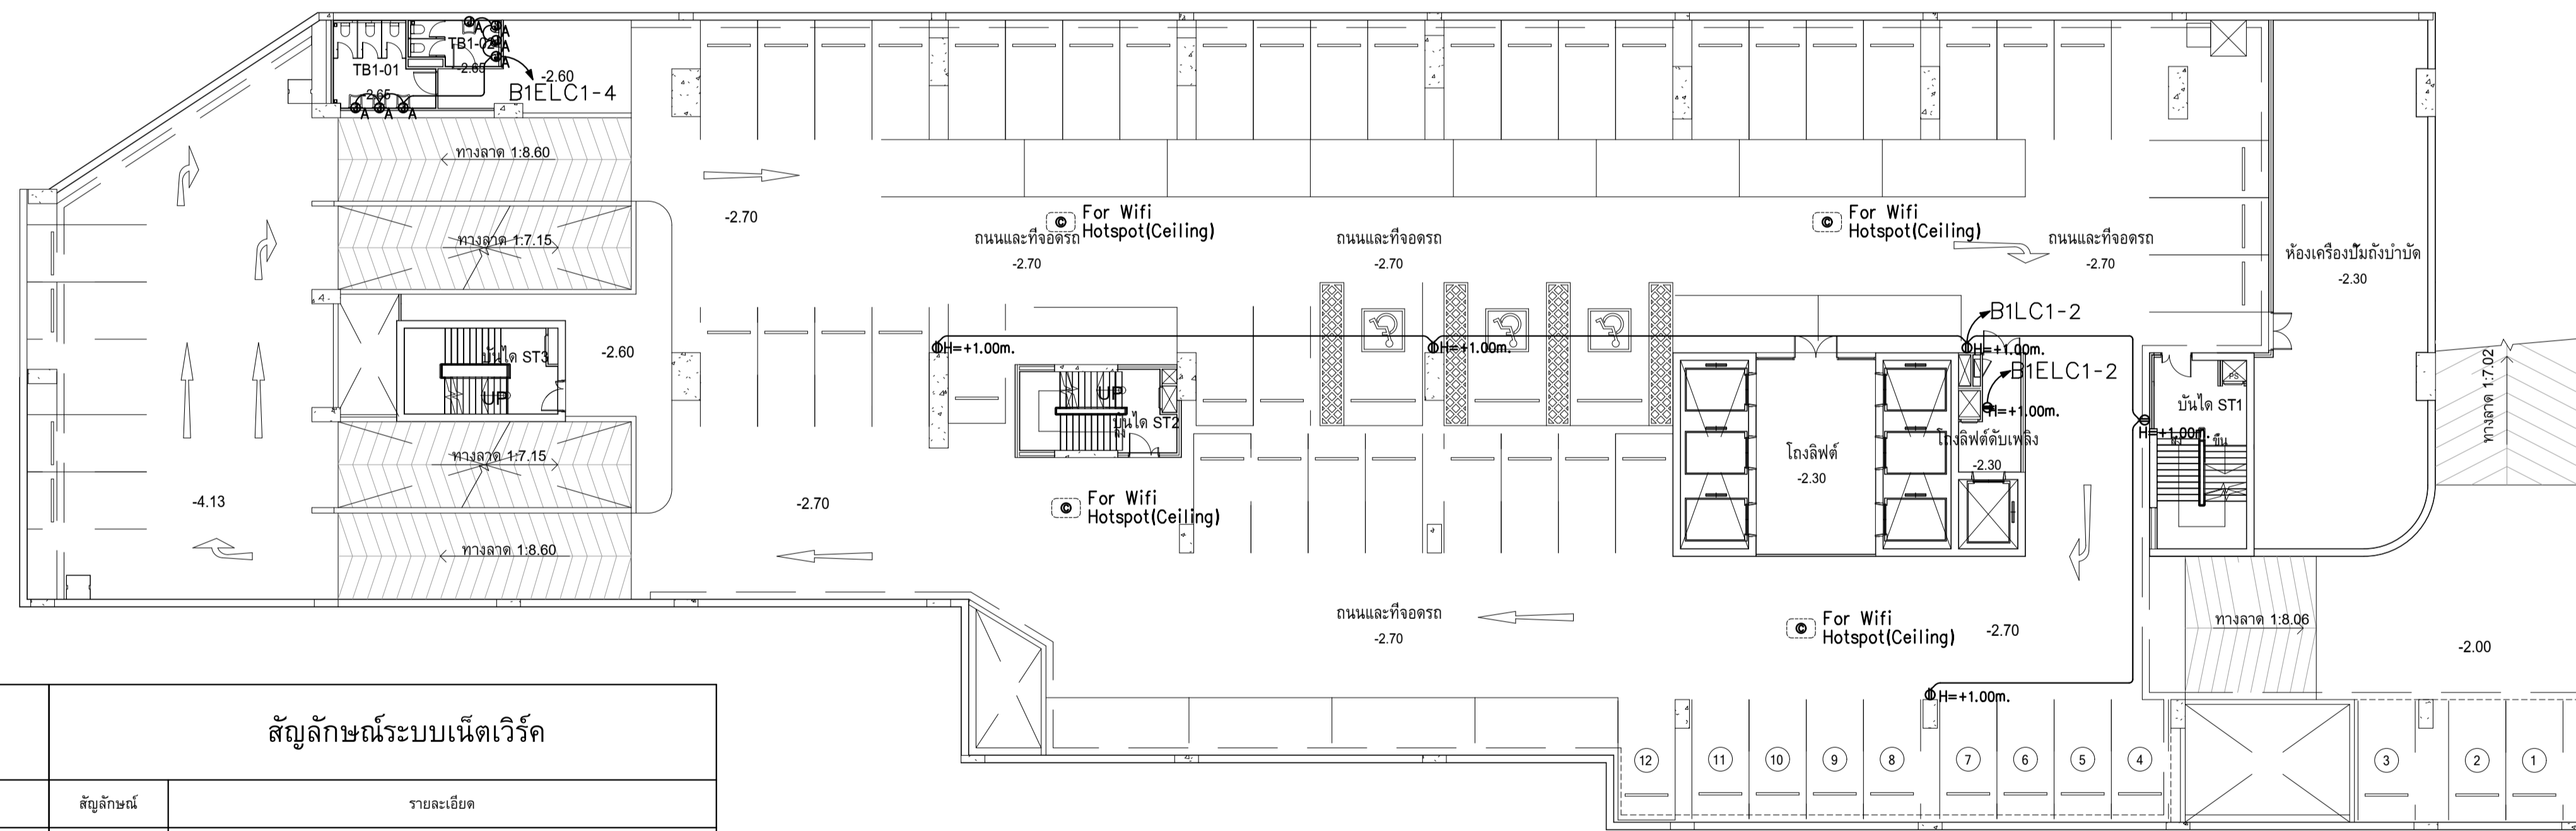 TB1-02
A
A
A
A
TB1-01
-2.65
-2.60
B1ELC1-4
-2.65
A
A
A
ทางลาด 1:8.60
-2.70
For Wifi
Hotspot(Ceiling)
For Wifi
Hotspot(Ceiling)
ทางลาด 1:7.15
ถนนและที่จอดรถ
-2.70
ถนนและที่จอดรถ
-2.70
ถนนและที่จอดรถ
-2.70
ห้องเครื่องปั๊มถังบำบัด
-2.30
B1LC1-2
บันได ST3
-2.60
H=+1.00m.
H=+1.00m.
H=+1.00m.
B1ELC1-2
ทางลาด 1:7.02
PS
UP
UP
บันได ST2
ลง
H=+1.00m.
บันได ST1
H=+1.00m.
ลง
ขึ้น
ทางลาด 1:7.15
โถงลิฟต์
-2.30
โถงลิฟต์ดับเพลิง
-2.30
-4.13
-2.70
For Wifi
Hotspot(Ceiling)
ทางลาด 1:8.60
ถนนและที่จอดรถ
-2.70
For Wifi
Hotspot(Ceiling)
-2.70
ทางลาด 1:8.06
-2.00
H=+1.00m.
สัญลักษณ์ระบบเน็ตเวิร์ค
12
11
10
9
8
7
6
5
4
3
2
1
สัญลักษณ์
รายละเอียด